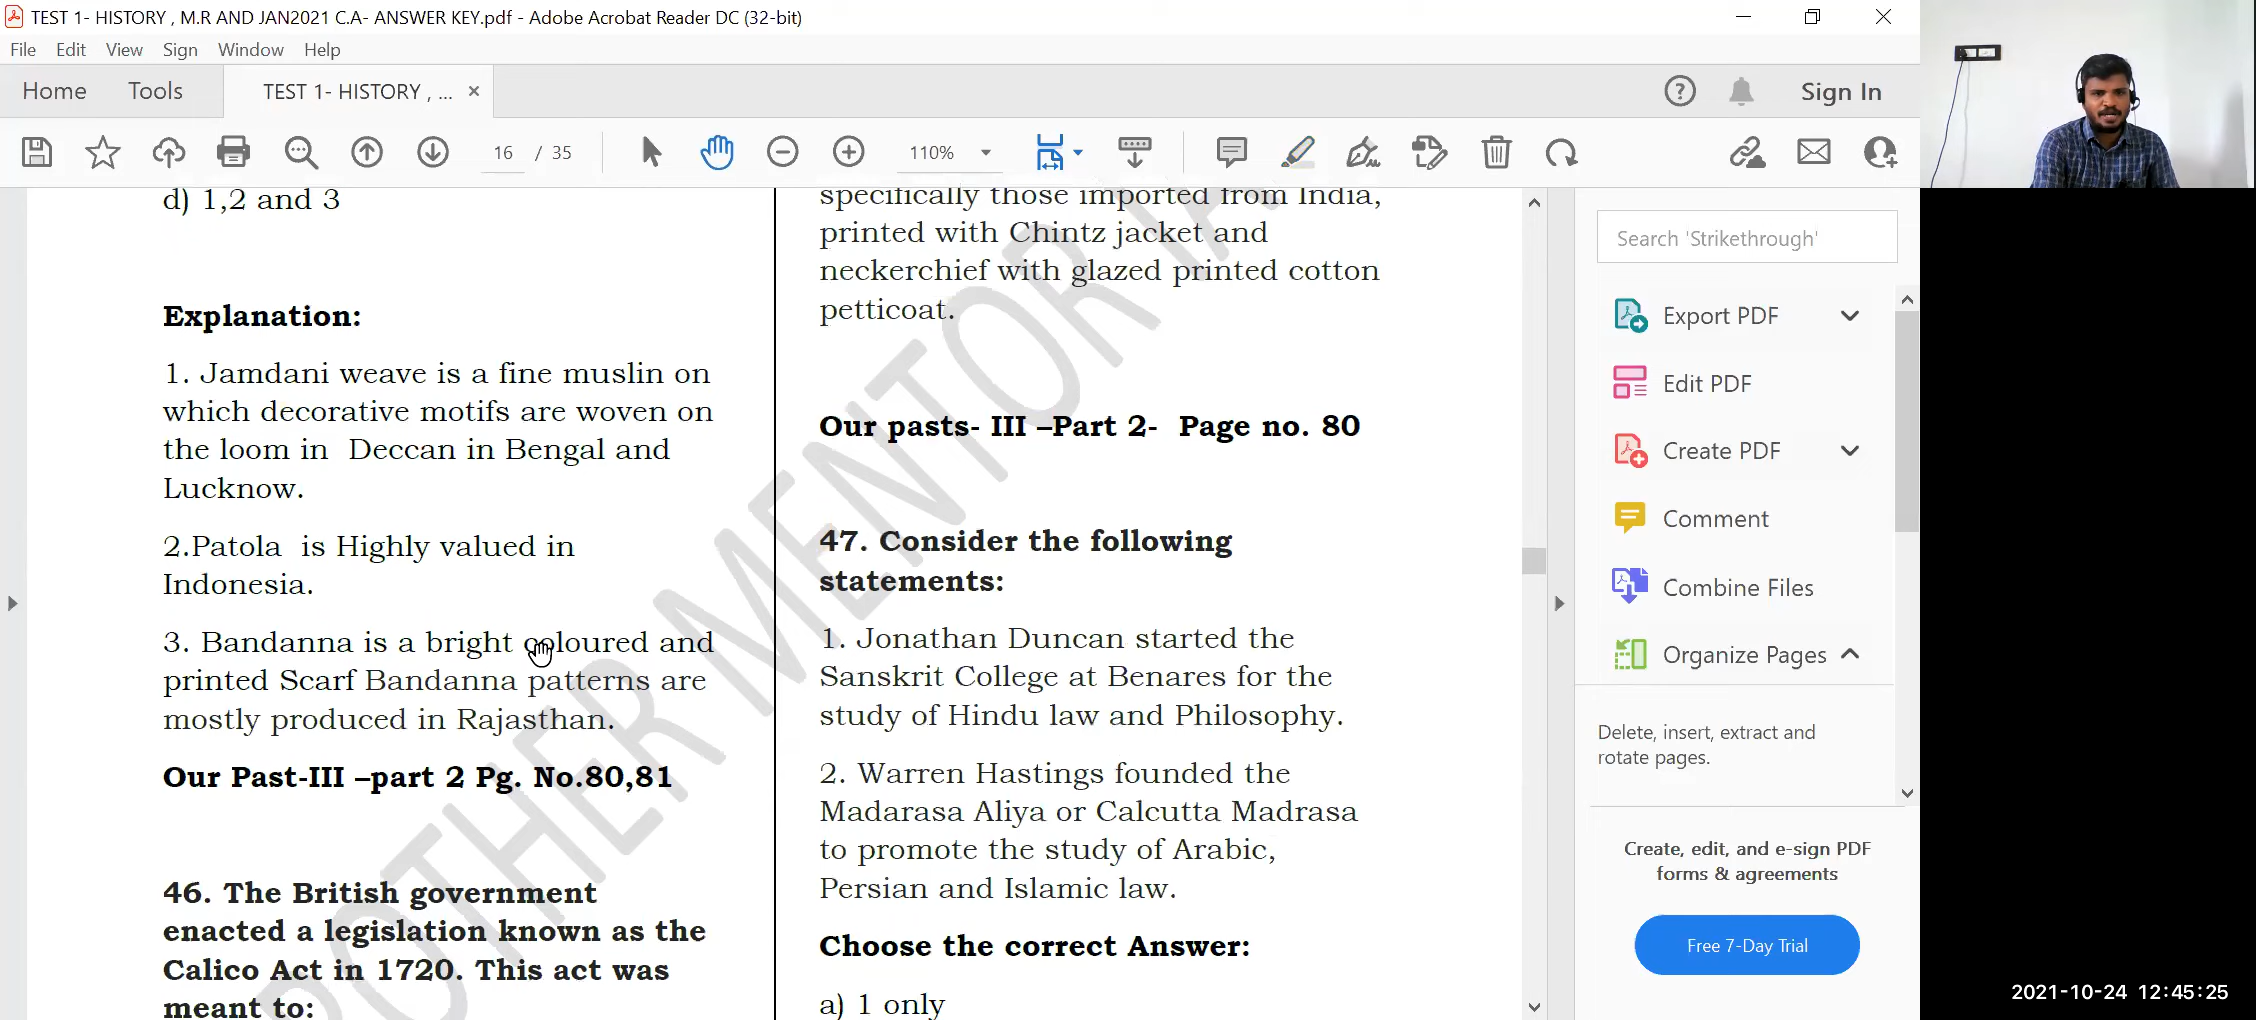 TEST 1- HISTORY , M.R AND JAN2021 C.A- ANSWER KEY.pdf - Adobe Acrobat Reader DC (32-bit)
File Edit View Sign Window Help
Home Tools TEST 1- HISTORY , ... × Sign In
16 / 35 110%
d) 1,2 and 3
Explanation:
1. Jamdani weave is a fine muslin on
which decorative motifs are woven on
the loom in Deccan in Bengal and
Lucknow.
2.Patola is Highly valued in
Indonesia.
3. Bandanna is a bright coloured and
printed Scarf Bandanna patterns are
mostly produced in Rajasthan.
Our Past-III –part 2 Pg. No.80,81
46. The British government
enacted a legislation known as the
Calico Act in 1720. This act was
meant to:
specifically those imported from India,
printed with Chintz jacket and
neckerchief with glazed printed cotton
petticoat.
Our pasts- III –Part 2- Page no. 80
47. Consider the following
statements:
1. Jonathan Duncan started the
Sanskrit College at Benares for the
study of Hindu law and Philosophy.
2. Warren Hastings founded the
Madarasa Aliya or Calcutta Madrasa
to promote the study of Arabic,
Persian and Islamic law.
Choose the correct Answer:
a) 1 only
Search 'Strikethrough'
Export PDF
Edit PDF
Create PDF
Comment
Combine Files
Organize Pages
Delete, insert, extract and
rotate pages.
Create, edit, and e-sign PDF
forms & agreements
Free 7-Day Trial
2021-10-24 12:45:25